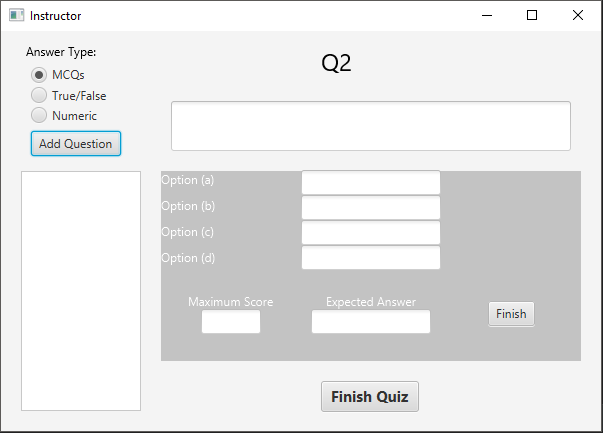 Instructor
Answer Type:
MCQs
True/False
Numeric
Add Question
Q2
Option (a)
Option (b)
Option (c)
Option (d)
Maximum Score
Expected Answer
Finish
Finish Quiz